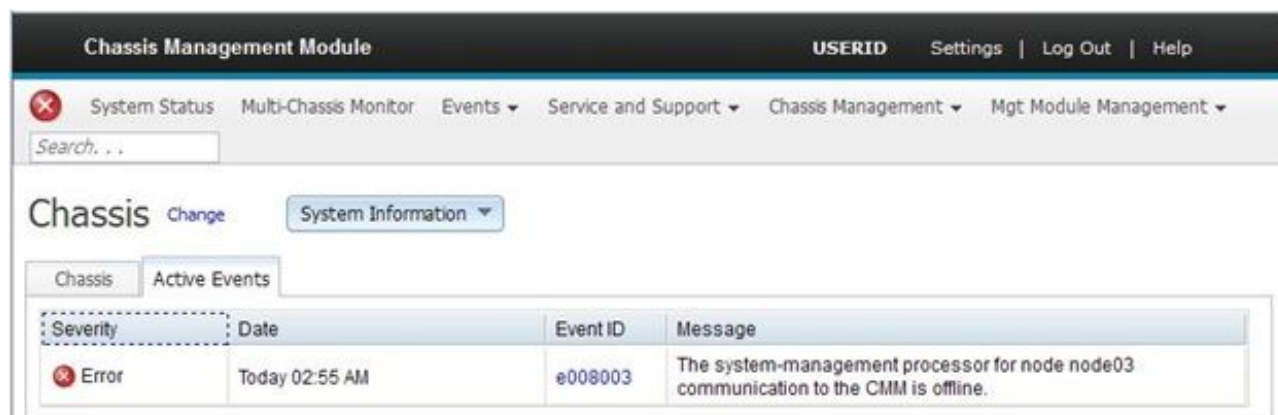 Chassis Management Module USERID Settings | Log Out | Help
System Status Multi-Chassis Monitor Events Service and Support Chassis Management Mgt Module Management
Search. . .
Chassis Change System Information
Chassis Active Events
Severity Date Event ID Message
Error Today 02:55 AM e008003 The system-management processor for node node03
communication to the CMM is offline.